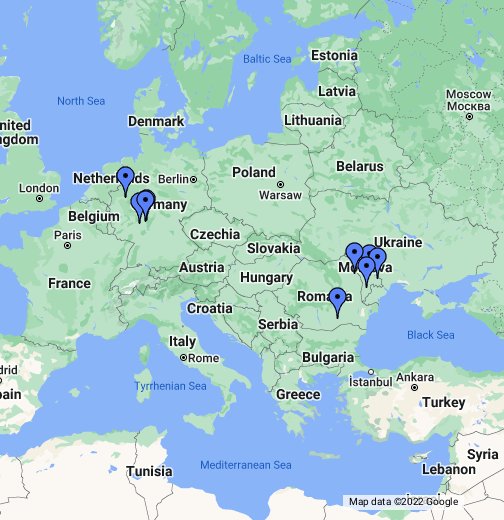 Estonia
Baltic Sea
Latvia
Moscow
Москва
North Sea
Denmark
Lithuania
nited
ngdom
Belarus
Netherlands
Berlin
Poland
London
Warsaw
many
Belgium
Paris
Czechia
Ukraine
Slovakia
Austria
France
Hungary
Romania
Croatia
Serbia
Black Sea
Italy
Rome
Bulgaria
drid
ain
Tyrrhenian Sea
İstanbul
Ankara
Greece
Turkey
Syria
Tunisia
Mediterranean Sea
Lebanon
Map data ©2022 Google